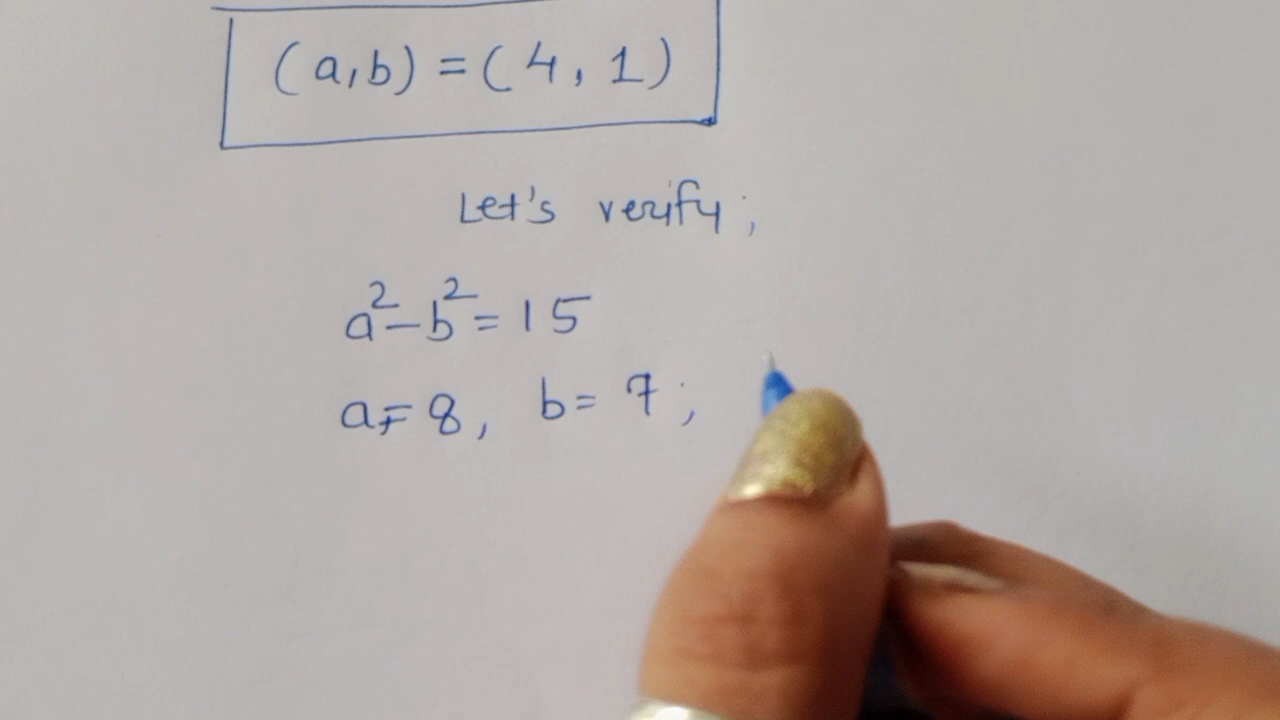 (a,b) = (4, 1)
Let's verify;
a² - b² = 15
a = 8, b = 7;